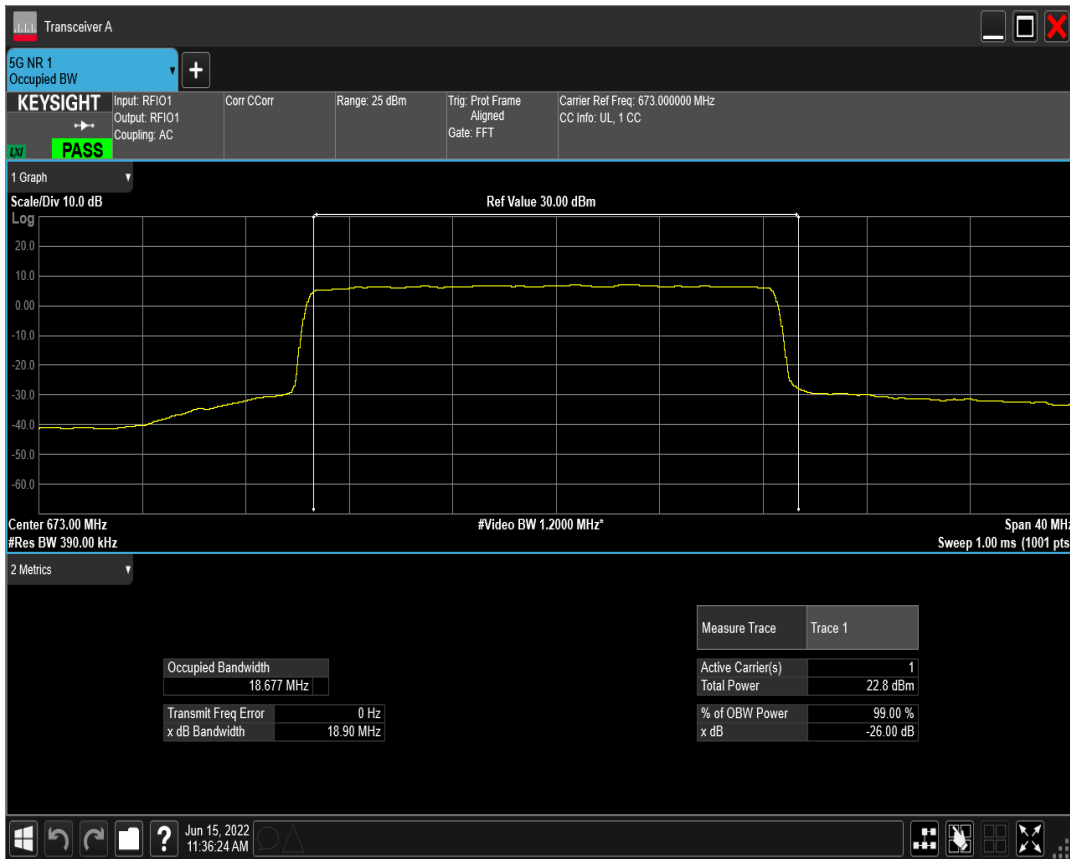 Transceiver A
5G NR 1
Occupied BW
+
KEYSIGHT
LXI
PASS
Input: RFIO1
Output: RFIO1
Coupling: AC
Corr CCorr
Range: 25 dBm
Trig: Prot Frame
Aligned
Gate: FFT
Carrier Ref Freq: 673.000000 MHz
CC Info: UL, 1 CC
1 Graph
Scale/Div 10.0 dB
Ref Value 30.00 dBm
Log
20.0
10.0
0.00
-10.0
-20.0
-30.0
-40.0
-50.0
-60.0
Center 673.00 MHz
#Video BW 1.2000 MHz*
Span 40 MHz
#Res BW 390.00 kHz
Sweep 1.00 ms (1001 pts
2 Metrics
Measure Trace Trace 1
Occupied Bandwidth
18.677 MHz
Active Carrier(s) 1
Total Power 22.8 dBm
Transmit Freq Error 0 Hz
x dB Bandwidth 18.90 MHz
% of OBW Power 99.00 %
x dB -26.00 dB
?
Jun 15, 2022
11:36:24 AM